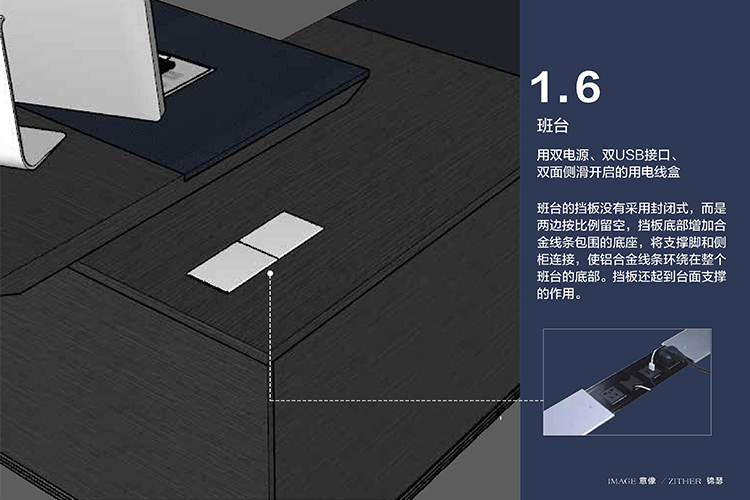 1.6
班台
用双电源、双USB接口、
双面侧滑开启的用电线盒
班台的挡板没有采用封闭式，而是
两边按比例留空，挡板底部增加合
金线条包围的底座，将支撑脚和侧
柜连接，使铝合金线条环绕在整个
班台的底部。挡板还起到台面支撑
的作用。
IMAGE 意像 / ZITHER 锦瑟